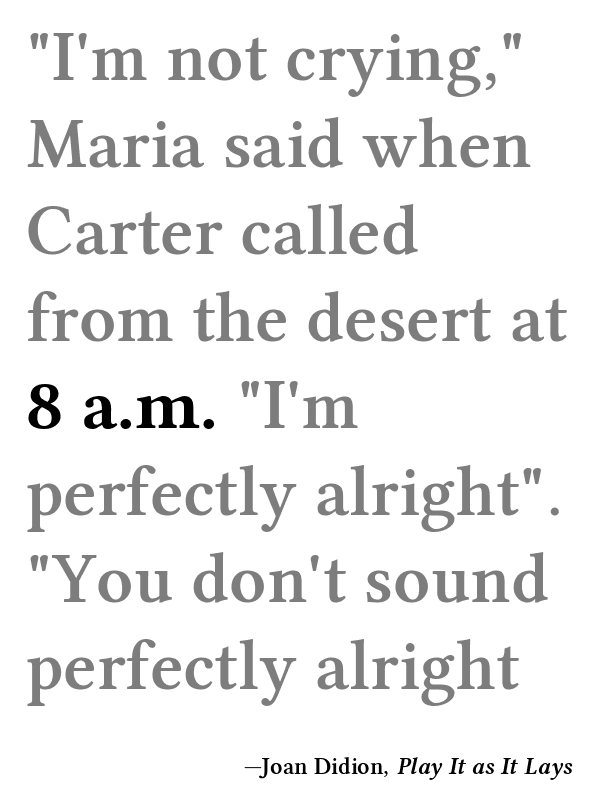 "I'm not crying,"
Maria said when
Carter called
from the desert at
8 a.m. "I'm
perfectly alright".
"You don't sound
perfectly alright
—Joan Didion, Play It as It Lays